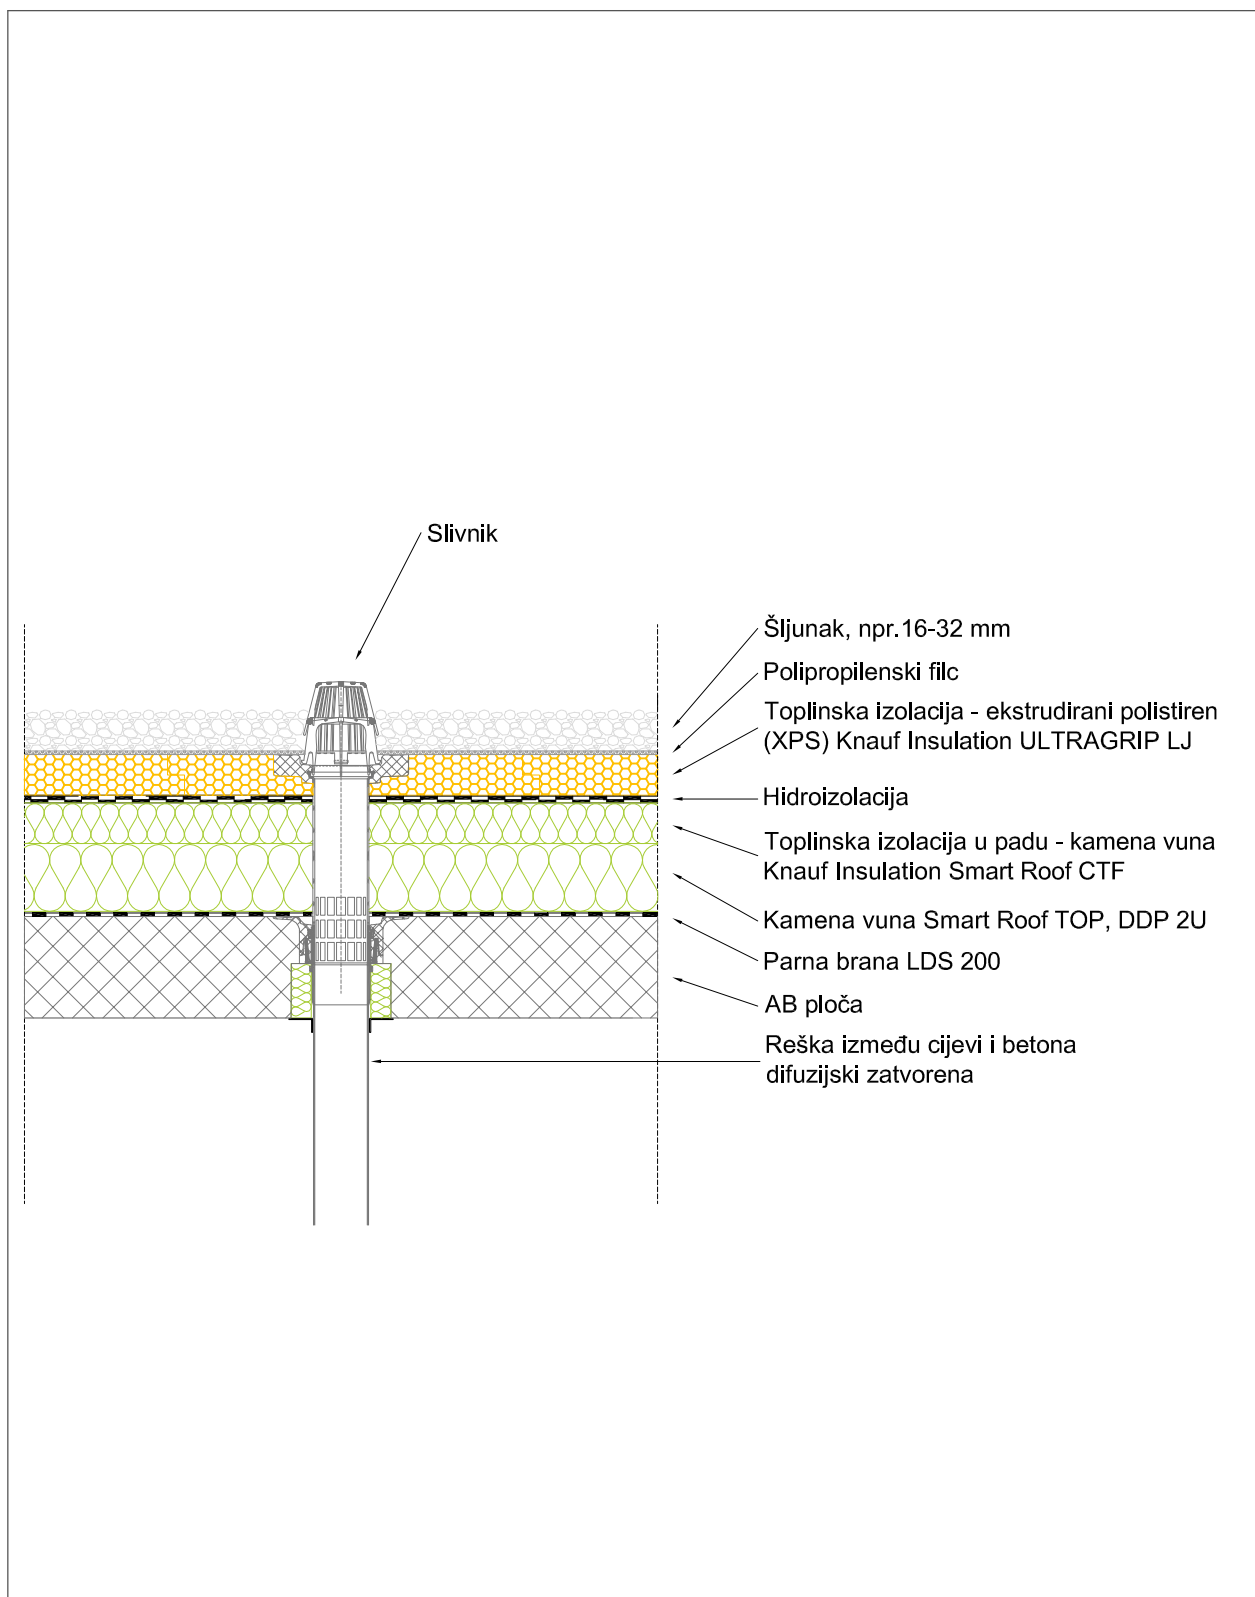 Slivnik
Šljunak, npr.16-32 mm
Polipropilenski filc
Toplinska izolacija - ekstrudirani polistiren
(XPS) Knauf Insulation ULTRAGRIP LJ
Hidroizolacija
Toplinska izolacija u padu - kamena vuna
Knauf Insulation Smart Roof CTF
Kamena vuna Smart Roof TOP, DDP 2U
Parna brana LDS 200
AB ploča
Reška između cijevi i betona
difuzijski zatvorena